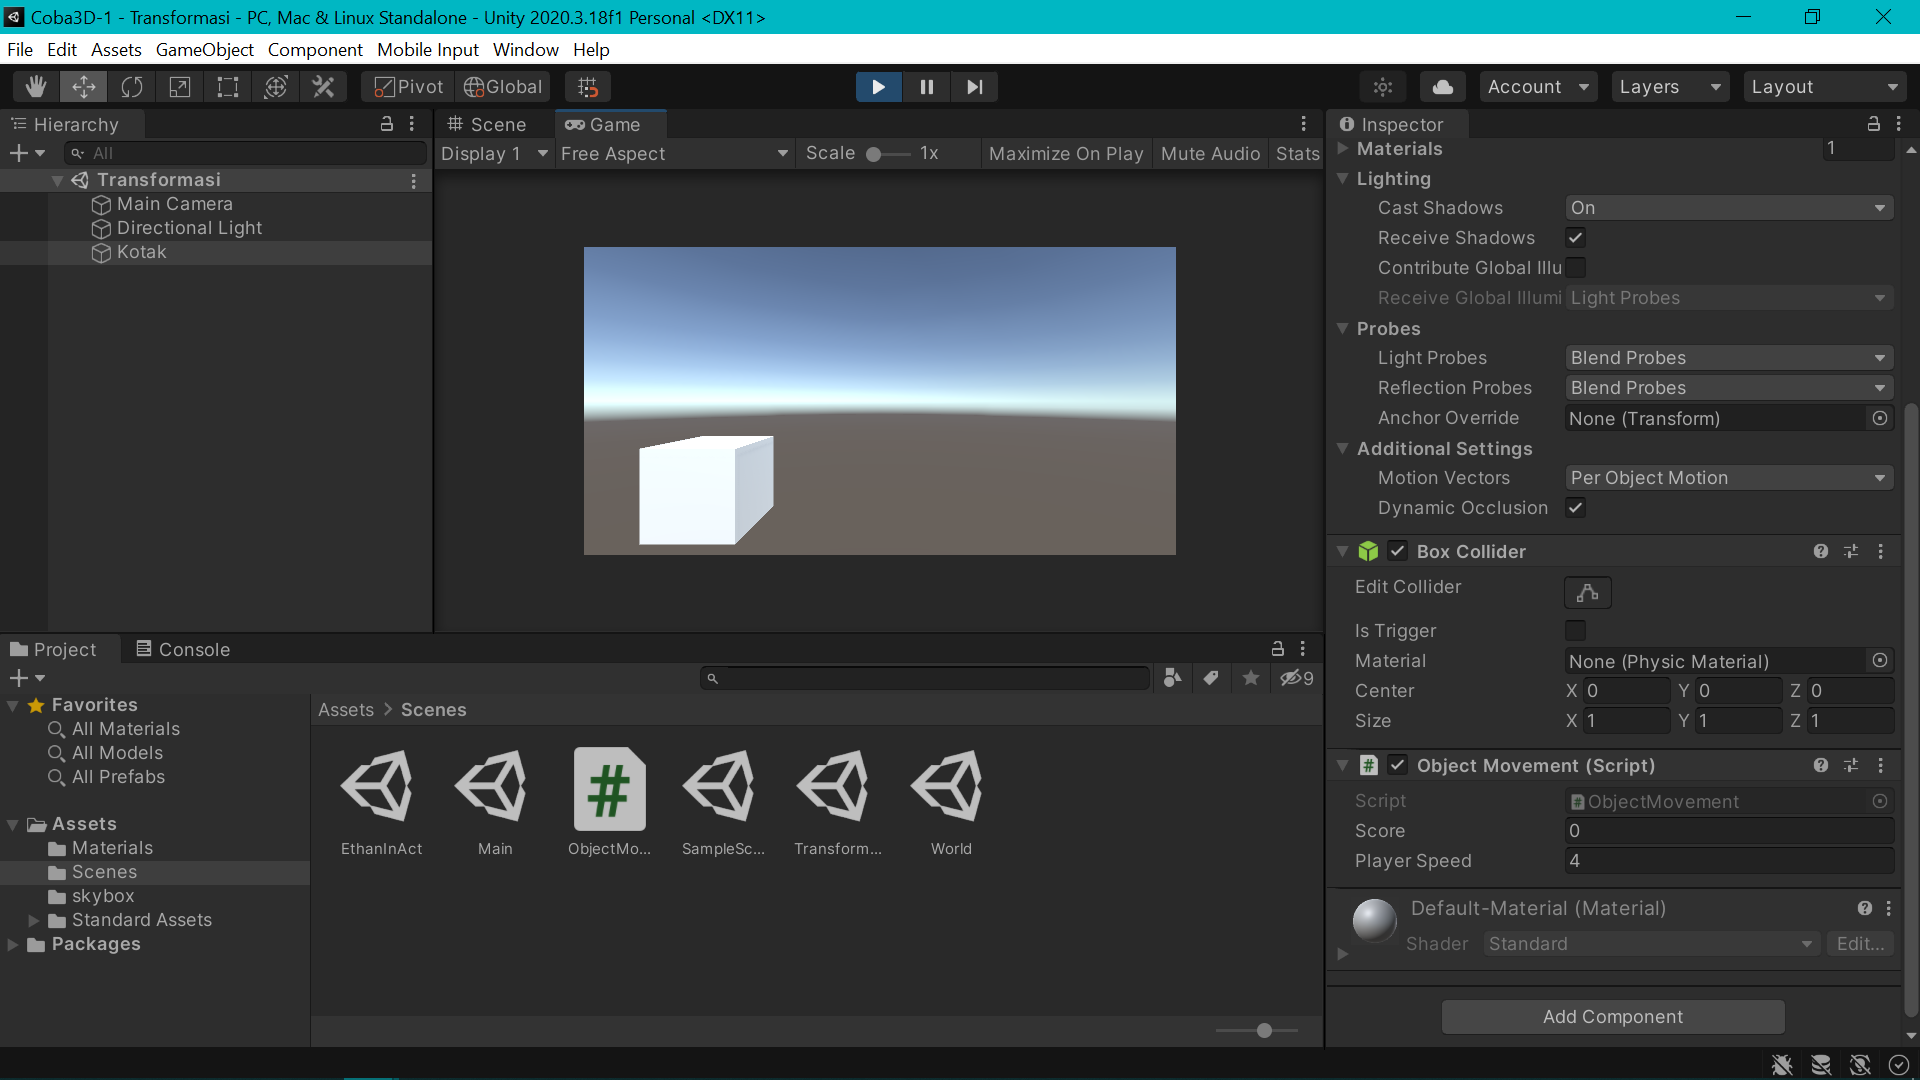 Coba3D-1 - Transformasi - PC, Mac & Linux Standalone - Unity 2020.3.18f1 Personal <DX11>
File Edit Assets GameObject Component Mobile Input Window Help
Pivot Global Account Layers Layout
Hierarchy
All
Transformasi
Main Camera
Directional Light
Kotak
Scene Game
Display 1 Free Aspect Scale 1x Maximize On Play Mute Audio Stats
Inspector
Materials 1
Lighting
Cast Shadows On
Receive Shadows
Contribute Global Illu
Receive Global Illumi Light Probes
Probes
Light Probes Blend Probes
Reflection Probes Blend Probes
Anchor Override None (Transform)
Additional Settings
Motion Vectors Per Object Motion
Dynamic Occlusion
Box Collider
Edit Collider
Is Trigger
Material None (Physic Material)
Center X 0 Y 0 Z 0
Size X 1 Y 1 Z 1
# Object Movement (Script)
Script # ObjectMovement
Score 0
Player Speed 4
Default-Material (Material)
Shader Standard Edit...
Add Component
Project Console
9
Favorites
All Materials
All Models
All Prefabs
Assets
Materials
Scenes
skybox
Standard Assets
Packages
Assets > Scenes
#
EthanInAct Main ObjectMo... SampleSc... Transform... World